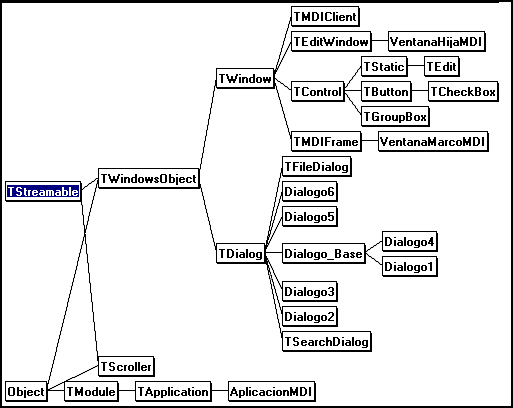 TMDIClient
TEditWindow
VentanaHijaMDI
TStatic
TEdit
TWindow
TControl
TButton
TCheckBox
TGroupBox
TMDIFrame
VentanaMarcoMDI
TStreamable
TWindowsObject
TFileDialog
Dialogo6
Dialogo5
TDialog
Dialogo_Base
Dialogo4
Dialogo1
Dialogo3
Dialogo2
TSearchDialog
TScroller
Object
TModule
TApplication
AplicacionMDI